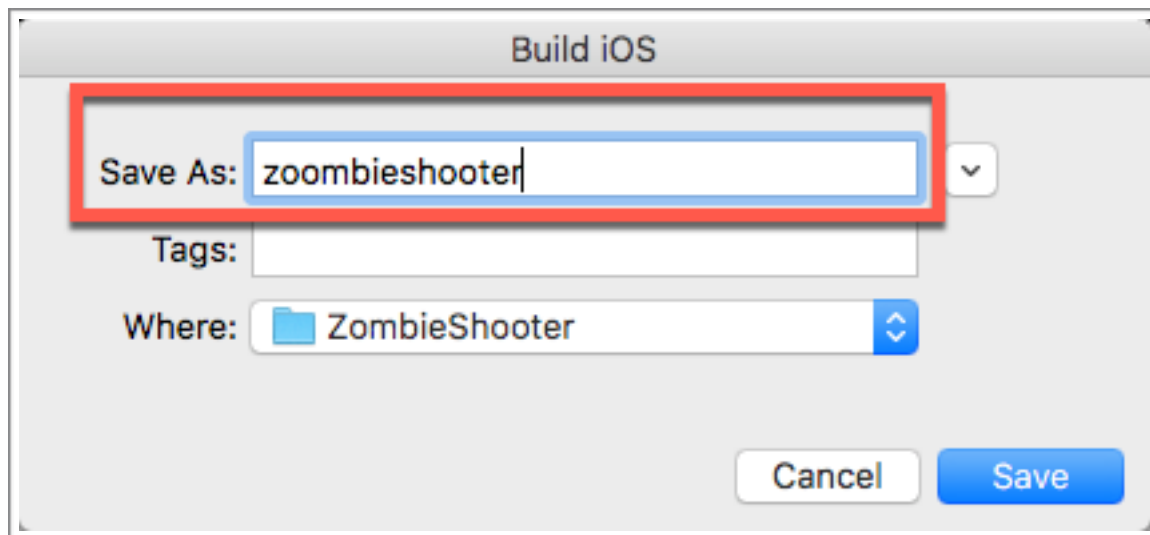 Build iOS
Save As: zoombieshooter
Tags:
Where: ZombieShooter
Cancel Save